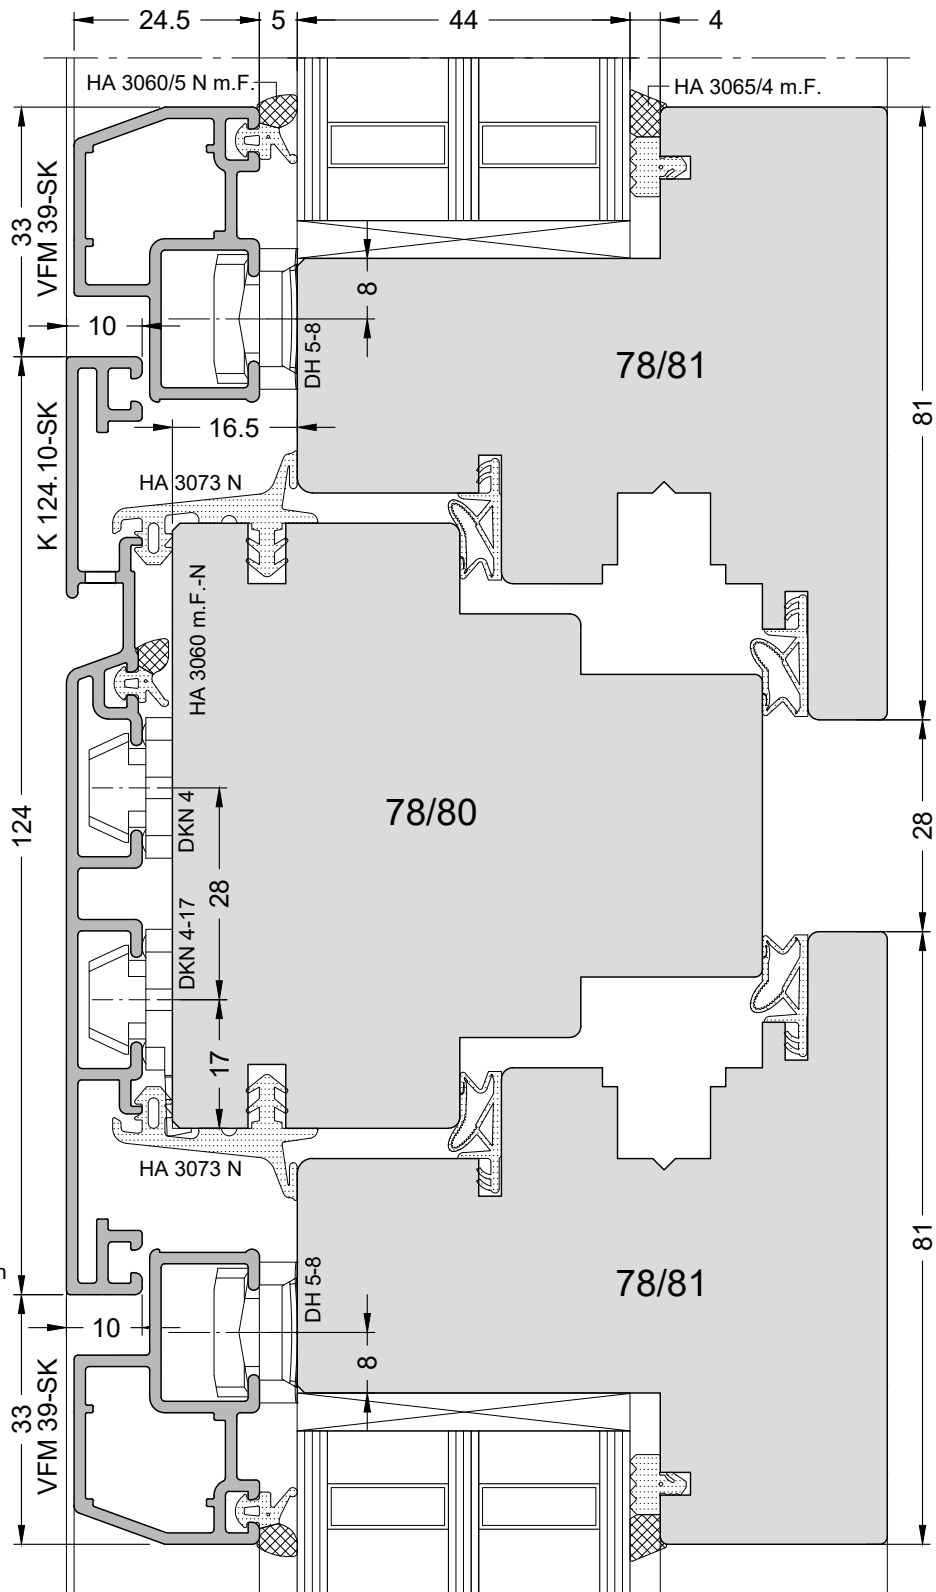 24.5 5 44 4
HA 3060/5 N m.F.
HA 3065/4 m.F.
33
VFM 39-SK
10
8
DH 5-8
78/81
81
16.5
K 124.10-SK
HA 3073 N
HA 3060 m.F.-N
124
78/80
DKN 4
28
28
DKN 4-17
17
HA 3073 N
81
DH 5-8
78/81
10
8
33
VFM 39-SK